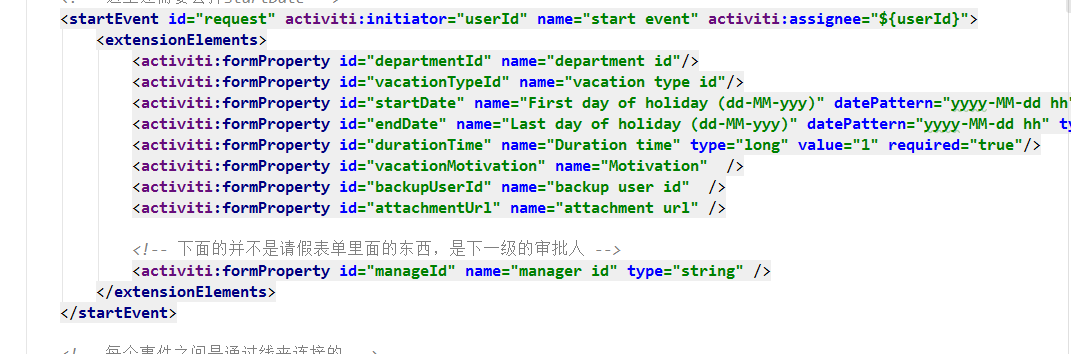 <startEvent id="request" activiti:initiator="userId" name="start event" activiti:assignee="${userId}">
<extensionElements>
<activiti:formProperty id="departmentId" name="department id"/>
<activiti:formProperty id="vacationTypeId" name="vacation type id"/>
<activiti:formProperty id="startDate" name="First day of holiday (dd-MM-yyy)" datePattern="yyyy-MM-dd hh"
<activiti:formProperty id="endDate" name="Last day of holiday (dd-MM-yyy)" datePattern="yyyy-MM-dd hh" ty
<activiti:formProperty id="durationTime" name="Duration time" type="long" value="1" required="true"/>
<activiti:formProperty id="vacationMotivation" name="Motivation"  />
<activiti:formProperty id="backupUserId" name="backup user id"  />
<activiti:formProperty id="attachmentUrl" name="attachment url" />
<!-- 下面的并不是请假表单里面的东西，是下一级的审批人 -->
<activiti:formProperty id="manageId" name="manager id" type="string" />
</extensionElements>
</startEvent>
每个事件之间是通过线来连接的